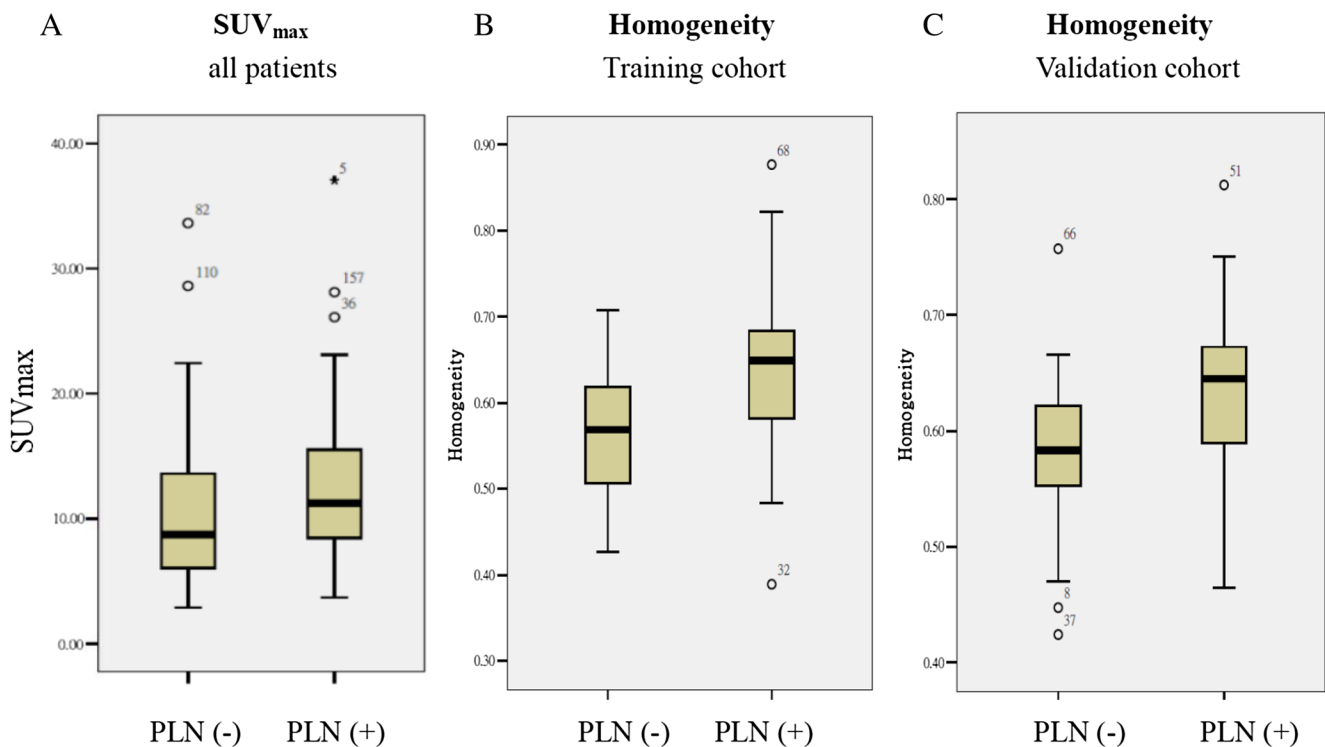 A
SUVmax
all patients
B
Homogeneity
Training cohort
C
Homogeneity
Validation cohort
SUVmax
40.00
30.00
20.00
10.00
0.00
82
110
5
157
36
PLN (-)
PLN (+)
Homogeneity
0.90
0.80
0.70
0.60
0.50
0.40
0.30
68
32
PLN (-)
PLN (+)
Homogeneity
0.80
0.70
0.60
0.50
0.40
66
8
37
51
PLN (-)
PLN (+)